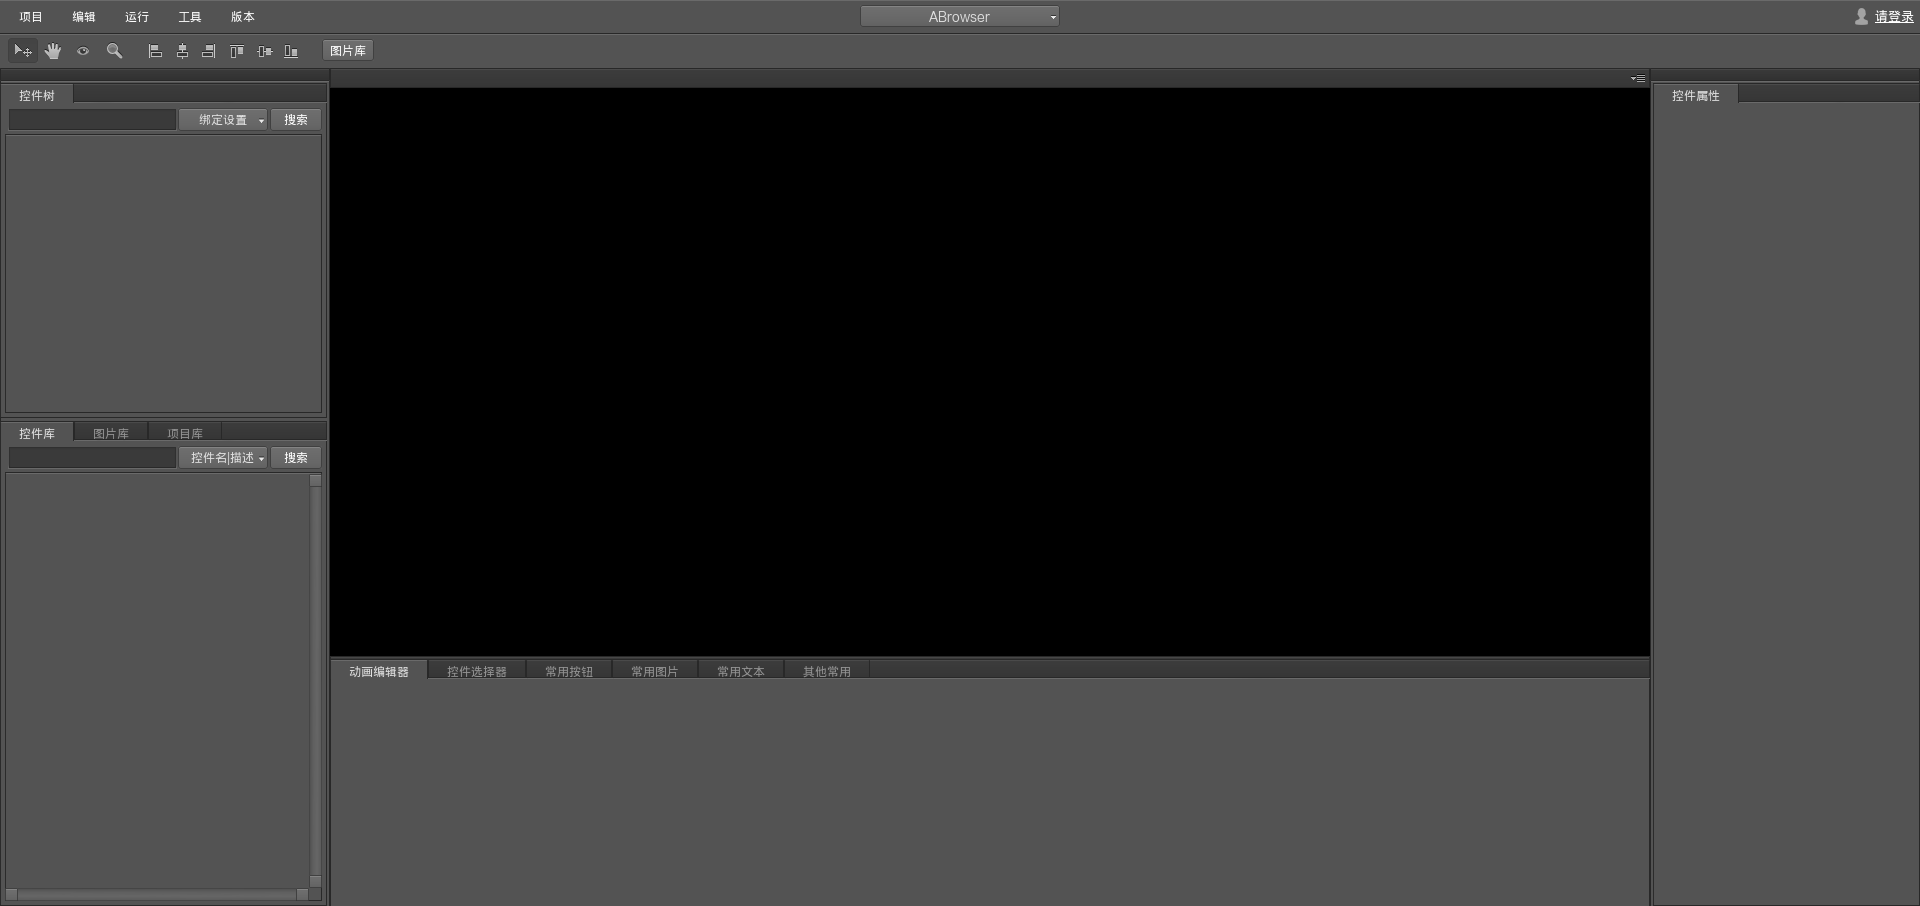 项目 编辑 运行 工具 版本 ABrowser 请登录
图片库
控件树 控件属性
绑定设置 搜索
控件库 图片库 项目库
控件名|描述 搜索
动画编辑器 控件选择器 常用按钮 常用图片 常用文本 其他常用